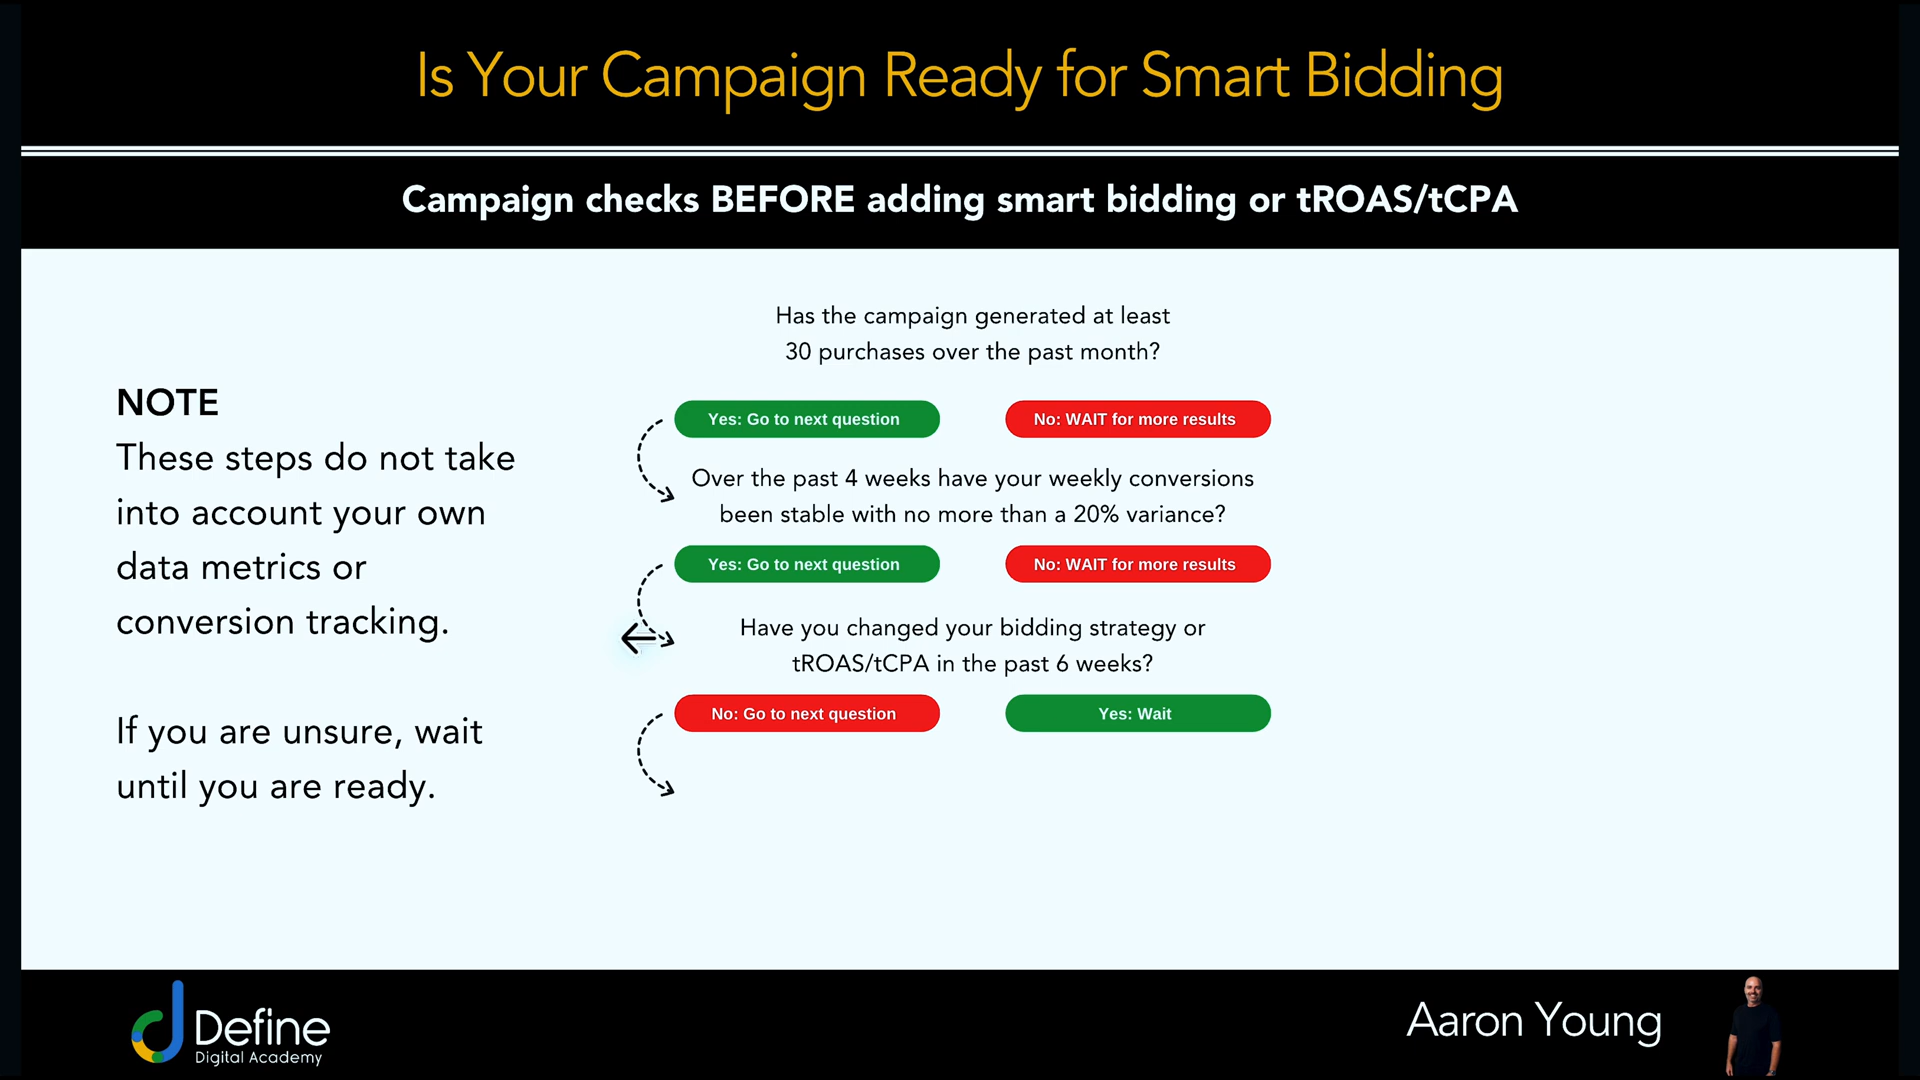 Is Your Campaign Ready for Smart Bidding
Campaign checks BEFORE adding smart bidding or tROAS/tCPA
NOTE
These steps do not take
into account your own
data metrics or
conversion tracking.
If you are unsure, wait
until you are ready.
Has the campaign generated at least
30 purchases over the past month?
Yes: Go to next question
No: WAIT for more results
Over the past 4 weeks have your weekly conversions
been stable with no more than a 20% variance?
Yes: Go to next question
No: WAIT for more results
Have you changed your bidding strategy or
tROAS/tCPA in the past 6 weeks?
No: Go to next question
Yes: Wait
Define
Digital Academy
Aaron Young